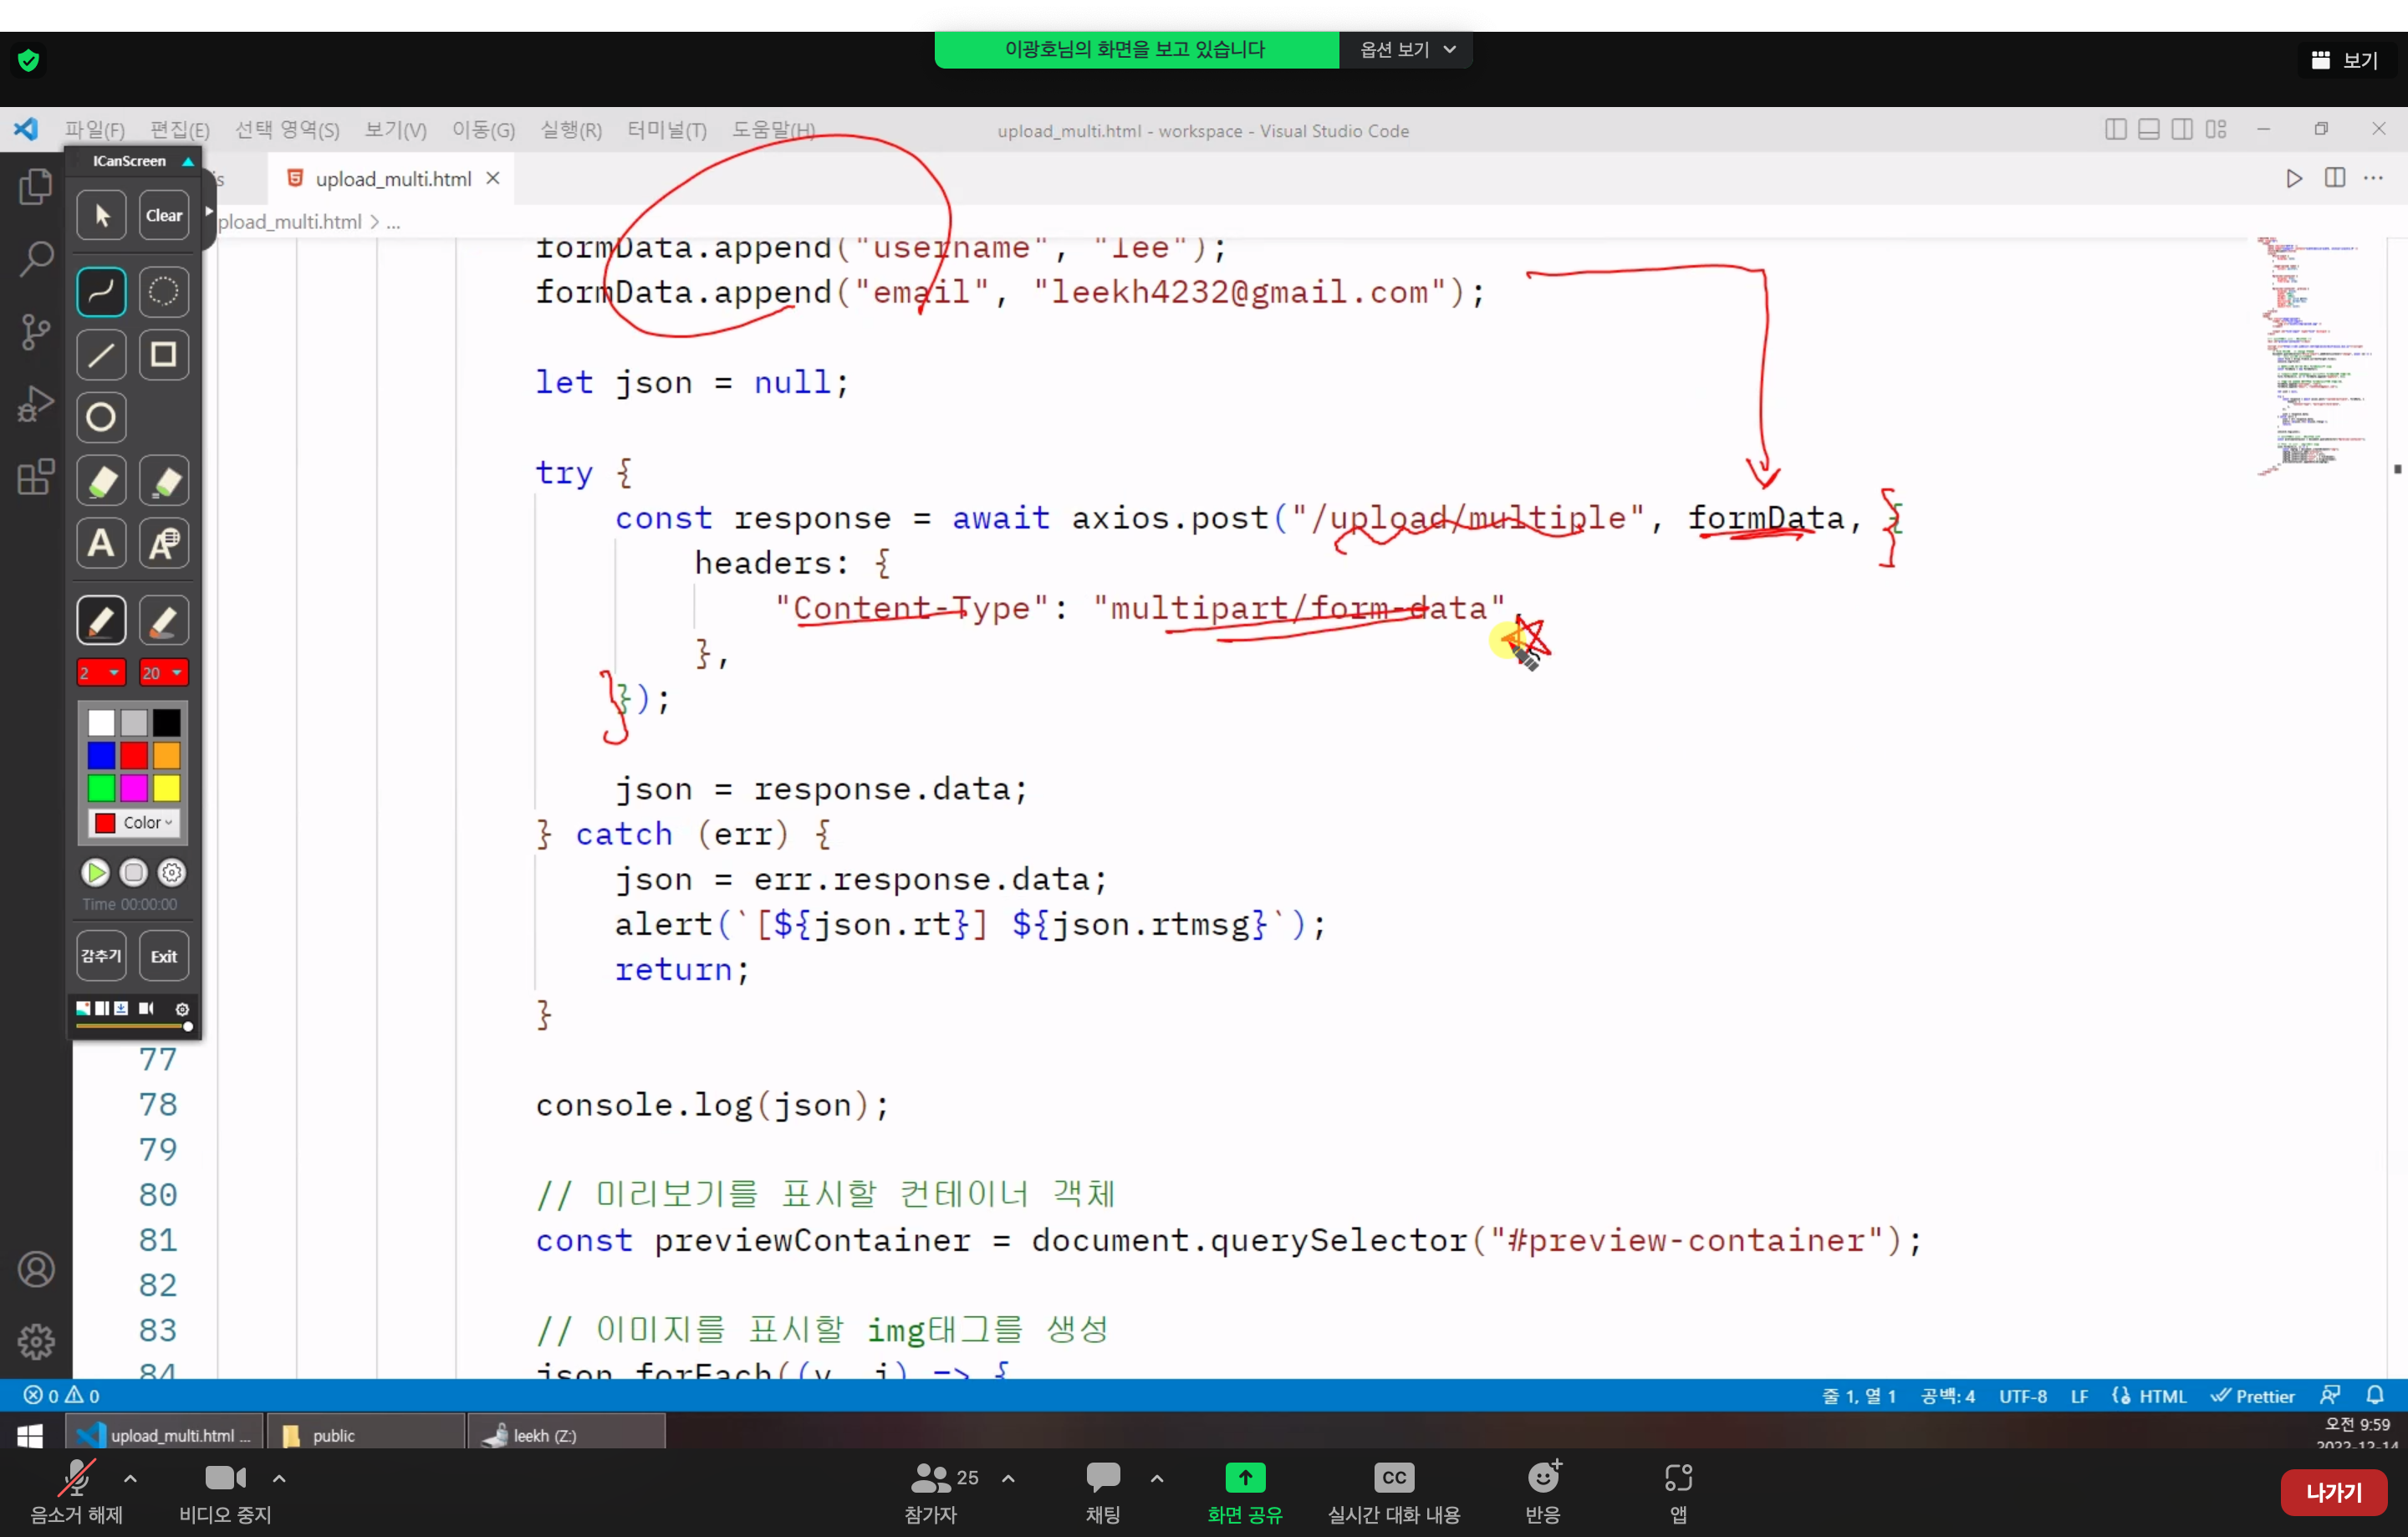 이광호님의 화면을 보고 있습니다 옵션 보기
보기
파일(F) 편집(E) 선택 영역(S) 보기(V) 이동(G) 실행(R) 터미널(T) 도움말(H) upload_multi.html - workspace - Visual Studio Code
ICanScreen
upload_multi.html
Clear
pload_multi.html > ...
formData.append("username", "lee");
formData.append("email", "leekh4232@gmail.com");
let json = null;
try {
const response = await axios.post("/upload/multiple", formData, {
headers: {
"Content-Type": "multipart/form-data",
},
});
json = response.data;
} catch (err) {
json = err.response.data;
alert(`[${json.rt}] ${json.rtmsg}`);
return;
}
A A
2 20
Color
Time 00:00:00
감추기 Exit
77
78 console.log(json);
79
80 // 미리보기를 표시할 컨테이너 객체
81 const previewContainer = document.querySelector("#preview-container");
82
83 // 이미지를 표시할 img태그를 생성
84 json.forEach((v, i) => {
0 0 줄 1, 열 1 공백: 4 UTF-8 LF HTML Prettier
upload_multi.html ... public leekh (Z:) 오전 9:59
2022-12-14
25 CC
음소거 해제 비디오 중지 참가자 채팅 화면 공유 실시간 대화 내용 반응 앱 나가기